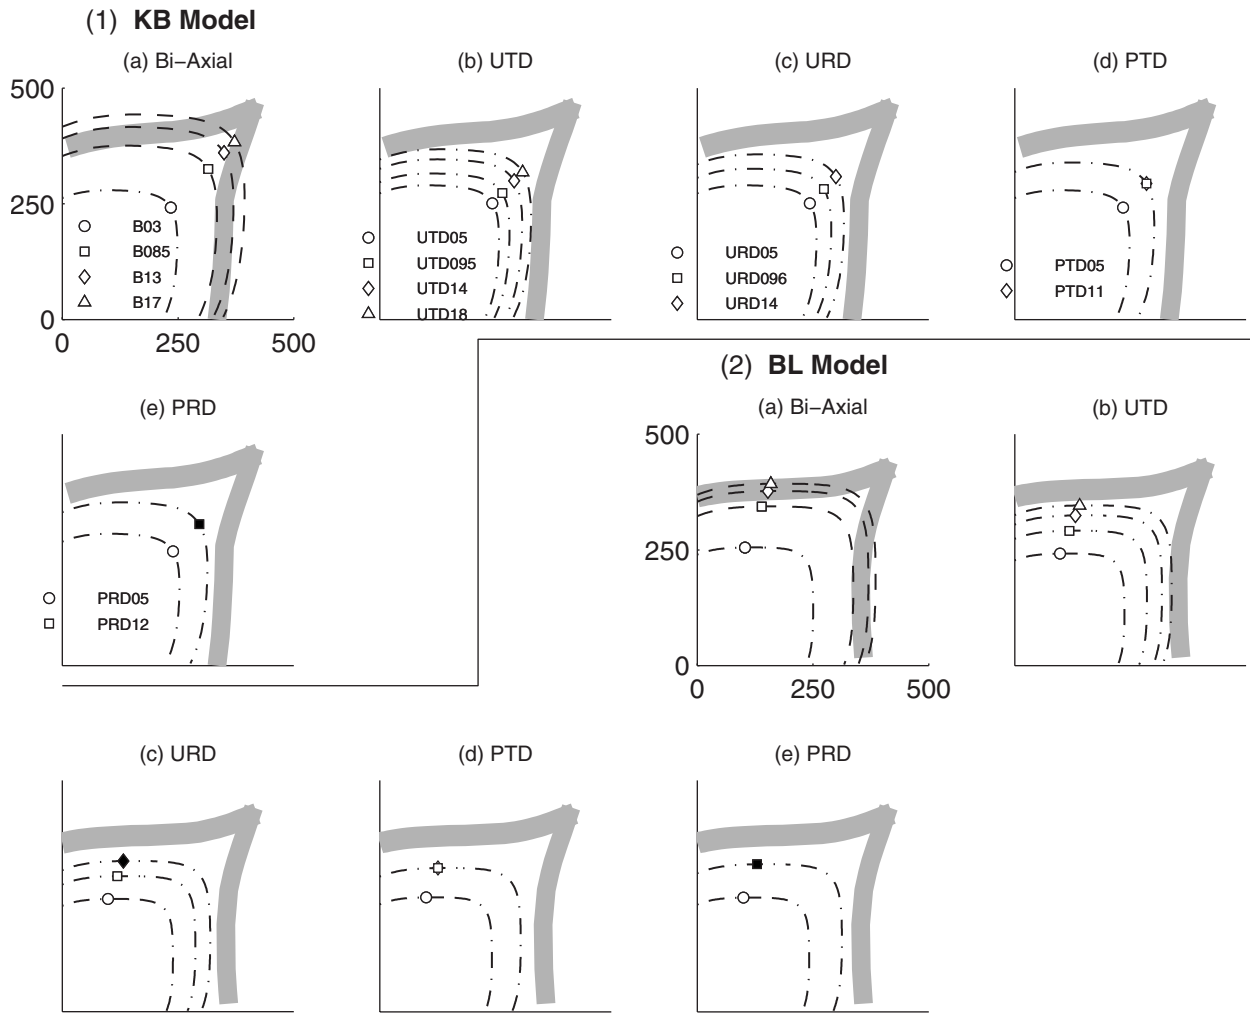 (1) KB Model
(a) Bi−Axial
(b) UTD
(c) URD
(d) PTD
500
250
0
0 250 500
B03
B085
B13
B17
UTD05
UTD095
UTD14
UTD18
URD05
URD096
URD14
PTD05
PTD11
(e) PRD
PRD05
PRD12
(2) BL Model
(a) Bi−Axial
(b) UTD
500
250
0
0 250 500
(c) URD
(d) PTD
(e) PRD